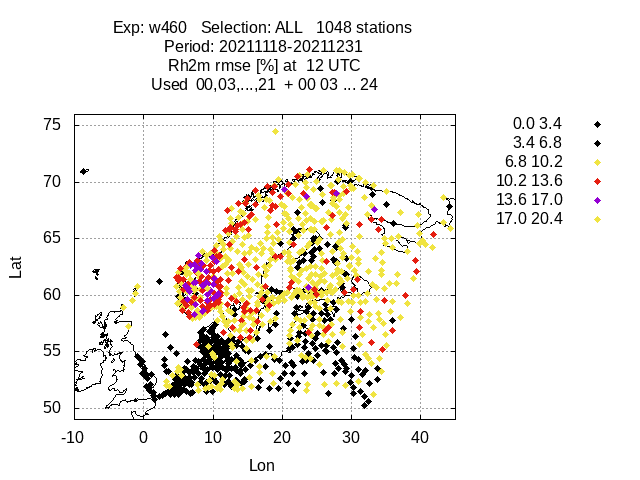 Exp: w460 Selection: ALL 1048 stations
Period: 20211118-20211231
Rh2m rmse [%] at 12 UTC
Used 00,03,...,21 + 00 03 ... 24
0.0 3.4
3.4 6.8
6.8 10.2
10.2 13.6
13.6 17.0
17.0 20.4
75
70
65
60
55
50
Lat
-10 0 10 20 30 40
Lon